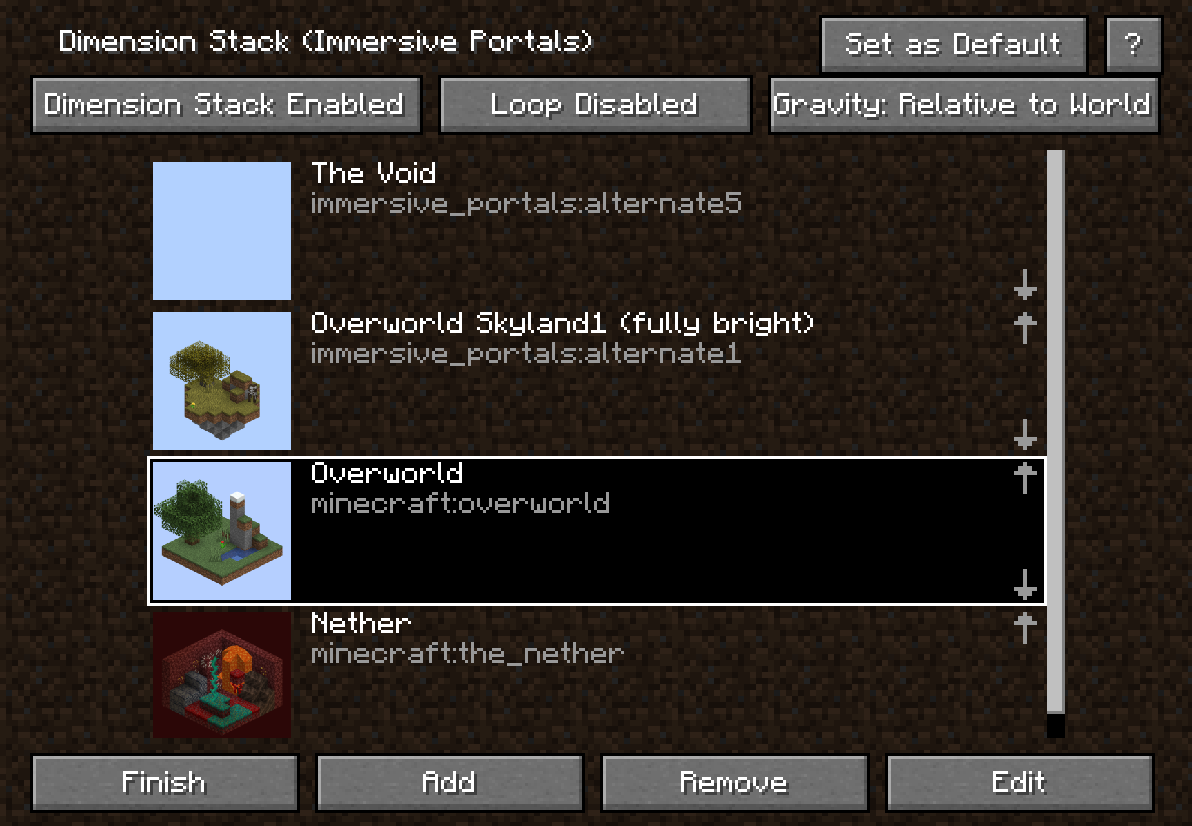 Dimension Stack (Immersive Portals)
Set as Default
?
Dimension Stack Enabled
Loop Disabled
Gravity: Relative to World
The Void
immersive_portals:alternate5
Overworld Skyland1 (fully bright)
immersive_portals:alternate1
Overworld
minecraft:overworld
Nether
minecraft:the_nether
Finish
Add
Remove
Edit